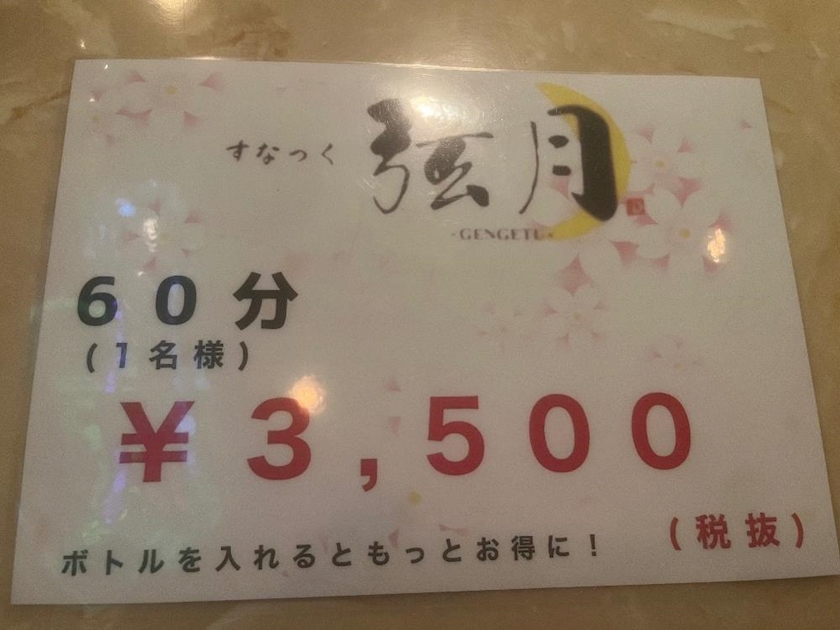 すなっく 弦月
-GENGETU-
60分
(1名様)
¥3,500
(税抜)
ボトルを入れるともっとお得に！